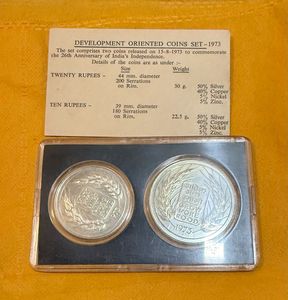 DEVELOPMENT ORIENTED COINS SET-1973
The set comprises two coins released on 15-8-1973 to commemorate
the 26th Anniversary of India's Independence.
Details of the coins are as under :-
Size Weight
TWENTY RUPEES - 44 mm. diameter 30 g. 50% Silver
200 Serrations 40% Copper
on Rim, 5% Nickel
5% Zinc.
TEN RUPEES - 39 mm. diameter 22.5 g. 50% Silver
180 Serrations 40% Copper
on Rim, 5% Nickel
5% Zinc.
GROW
MORE
FOOD
1973